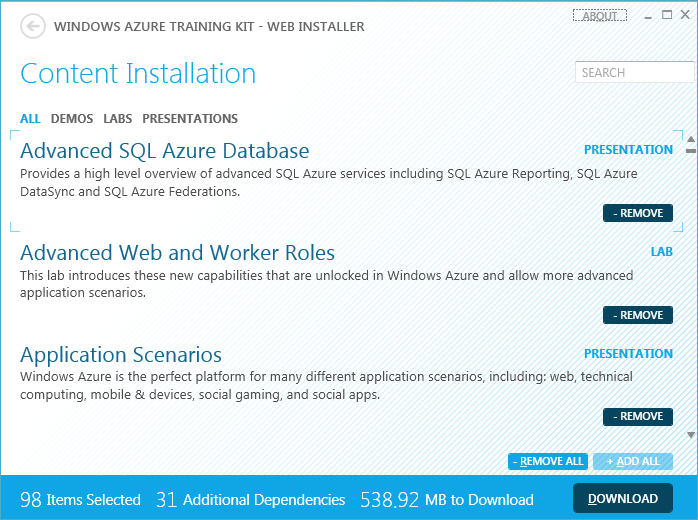 WINDOWS AZURE TRAINING KIT - WEB INSTALLER
ABOUT
Content Installation
SEARCH
ALL DEMOS LABS PRESENTATIONS
Advanced SQL Azure Database
PRESENTATION
Provides a high level overview of advanced SQL Azure services including SQL Azure Reporting, SQL Azure
DataSync and SQL Azure Federations.
- REMOVE
Advanced Web and Worker Roles
LAB
This lab introduces these new capabilities that are unlocked in Windows Azure and allow more advanced
application scenarios.
- REMOVE
Application Scenarios
PRESENTATION
Windows Azure is the perfect platform for many different application scenarios, including: web, technical
computing, mobile & devices, social gaming, and social apps.
- REMOVE
- REMOVE ALL
+ ADD ALL
98 Items Selected 31 Additional Dependencies 538.92 MB to Download
DOWNLOAD